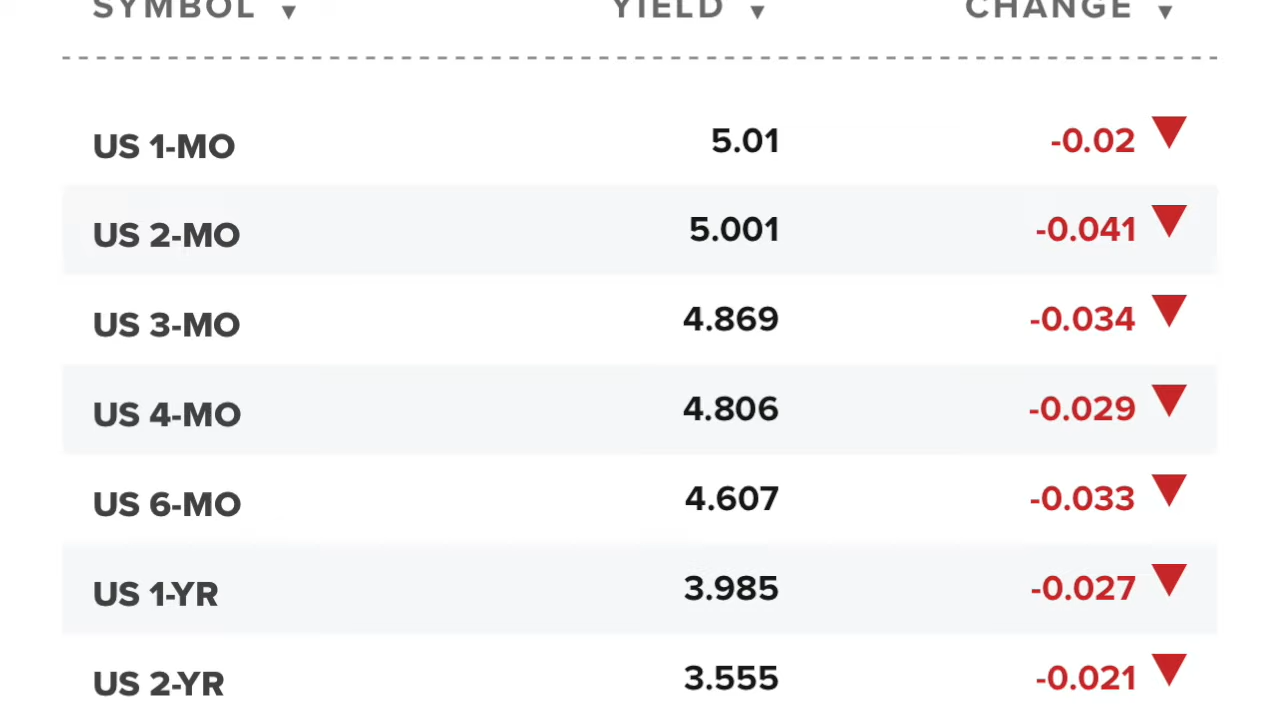 SYMBOL ▼ YIELD ▼ CHANGE ▼
US 1-MO 5.01 -0.02 ▼
US 2-MO 5.001 -0.041 ▼
US 3-MO 4.869 -0.034 ▼
US 4-MO 4.806 -0.029 ▼
US 6-MO 4.607 -0.033 ▼
US 1-YR 3.985 -0.027 ▼
US 2-YR 3.555 -0.021 ▼